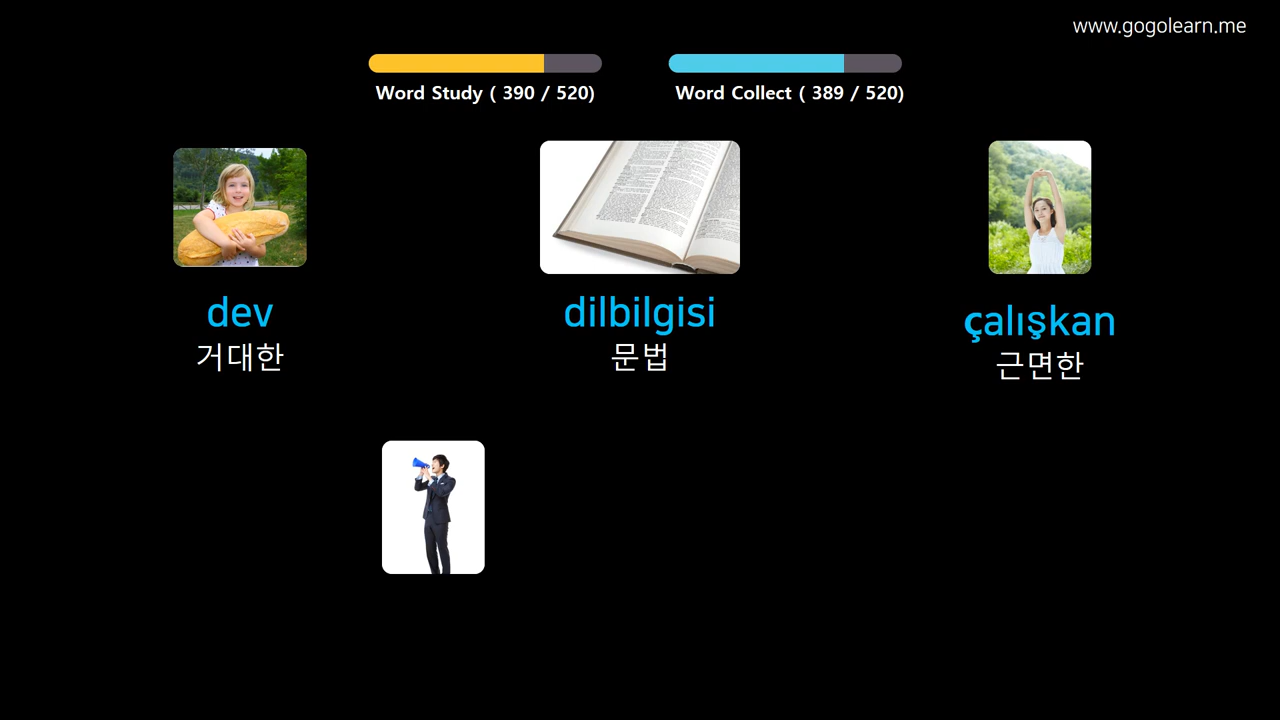 www.gogolearn.me
Word Study ( 390 / 520)
Word Collect ( 389 / 520)
dev
거대한
dilbilgisi
문법
çalışkan
근면한